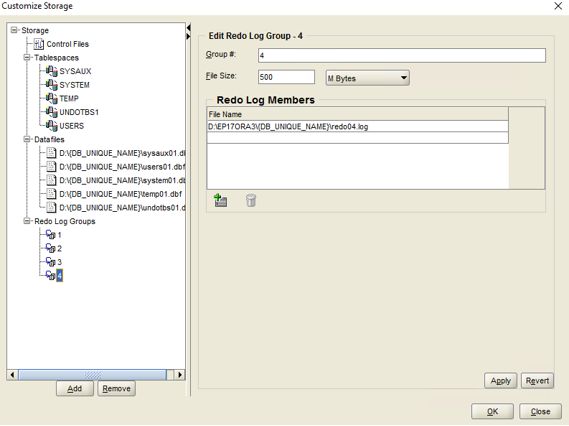 Customize Storage
Storage
Control Files
Tablespaces
SYSAUX
SYSTEM
TEMP
UNDOTBS1
USERS
Datafiles
D:\{DB_UNIQUE_NAME}\sysaux01.db
D:\{DB_UNIQUE_NAME}\users01.dbf
D:\{DB_UNIQUE_NAME}\system01.db
D:\{DB_UNIQUE_NAME}\temp01.dbf
D:\{DB_UNIQUE_NAME}\undotbs01.d
Redo Log Groups
1
2
3
4
Add Remove
Edit Redo Log Group - 4
Group #: 4
File Size: 500 M Bytes
Redo Log Members
File Name
D:\EP17ORA3\{DB_UNIQUE_NAME}\redo04.log
Apply Revert
OK Close